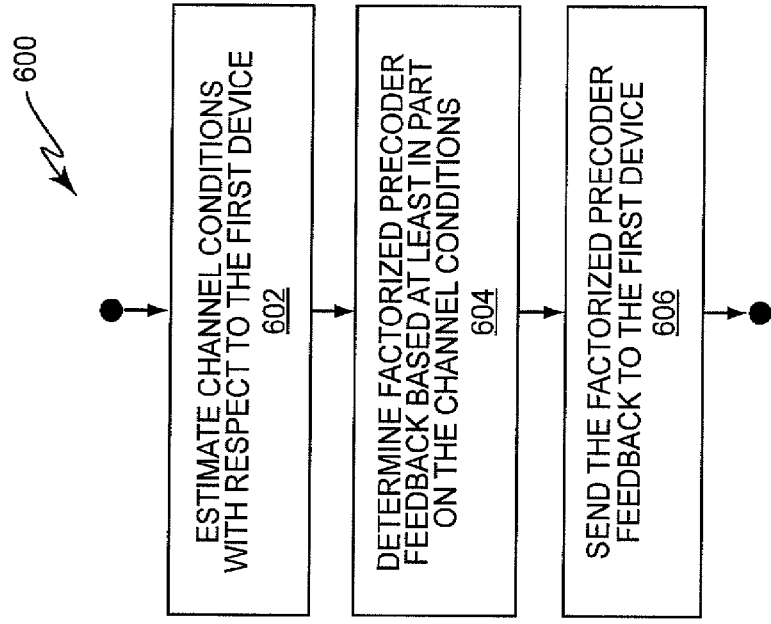 600
ESTIMATE CHANNEL CONDITIONS
WITH RESPECT TO THE FIRST DEVICE
602
DETERMINE FACTORIZED PRECODER
FEEDBACK BASED AT LEAST IN PART
ON THE CHANNEL CONDITIONS
604
SEND THE FACTORIZED PRECODER
FEEDBACK TO THE FIRST DEVICE
606